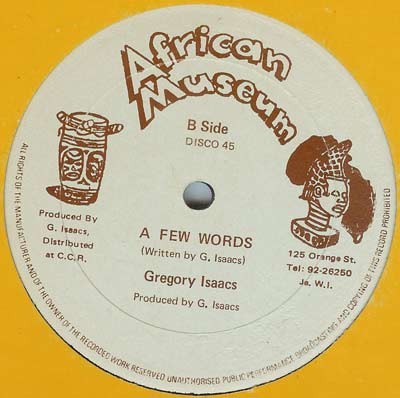 African
Museum
B Side
DISCO 45
Produced By
G. Isaacs,
Distributed
at C.C.R.
A FEW WORDS
(Written by G. Isaacs)
Gregory Isaacs
Produced by G. Isaacs
125 Orange St.
Tel: 92-26250
Ja. W.I.
ALL RIGHTS OF THE MANUFACTURER AND OF THE OWNER OF THE RECORDED WORK RESERVED UNAUTHORISED PUBLIC PERFORMANCE BROADCASTING AND COPYING OF THIS RECORD PROHIBITED